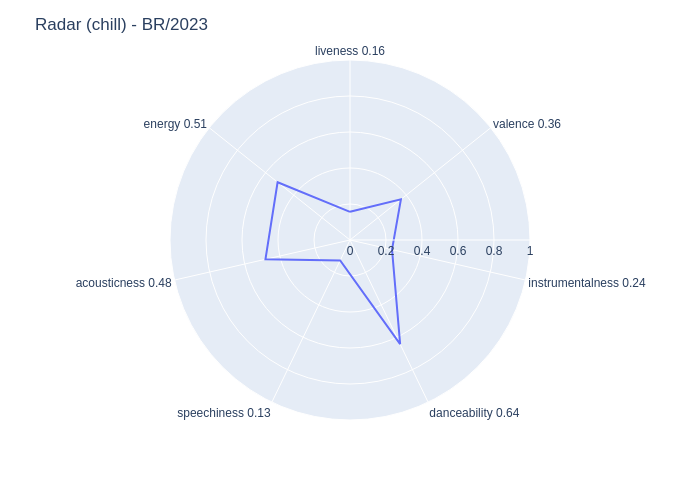 Radar (chill) - BR/2023
liveness 0.16
energy 0.51
valence 0.36
0 0.2 0.4 0.6 0.8 1
acousticness 0.48
instrumentalness 0.24
speechiness 0.13
danceability 0.64